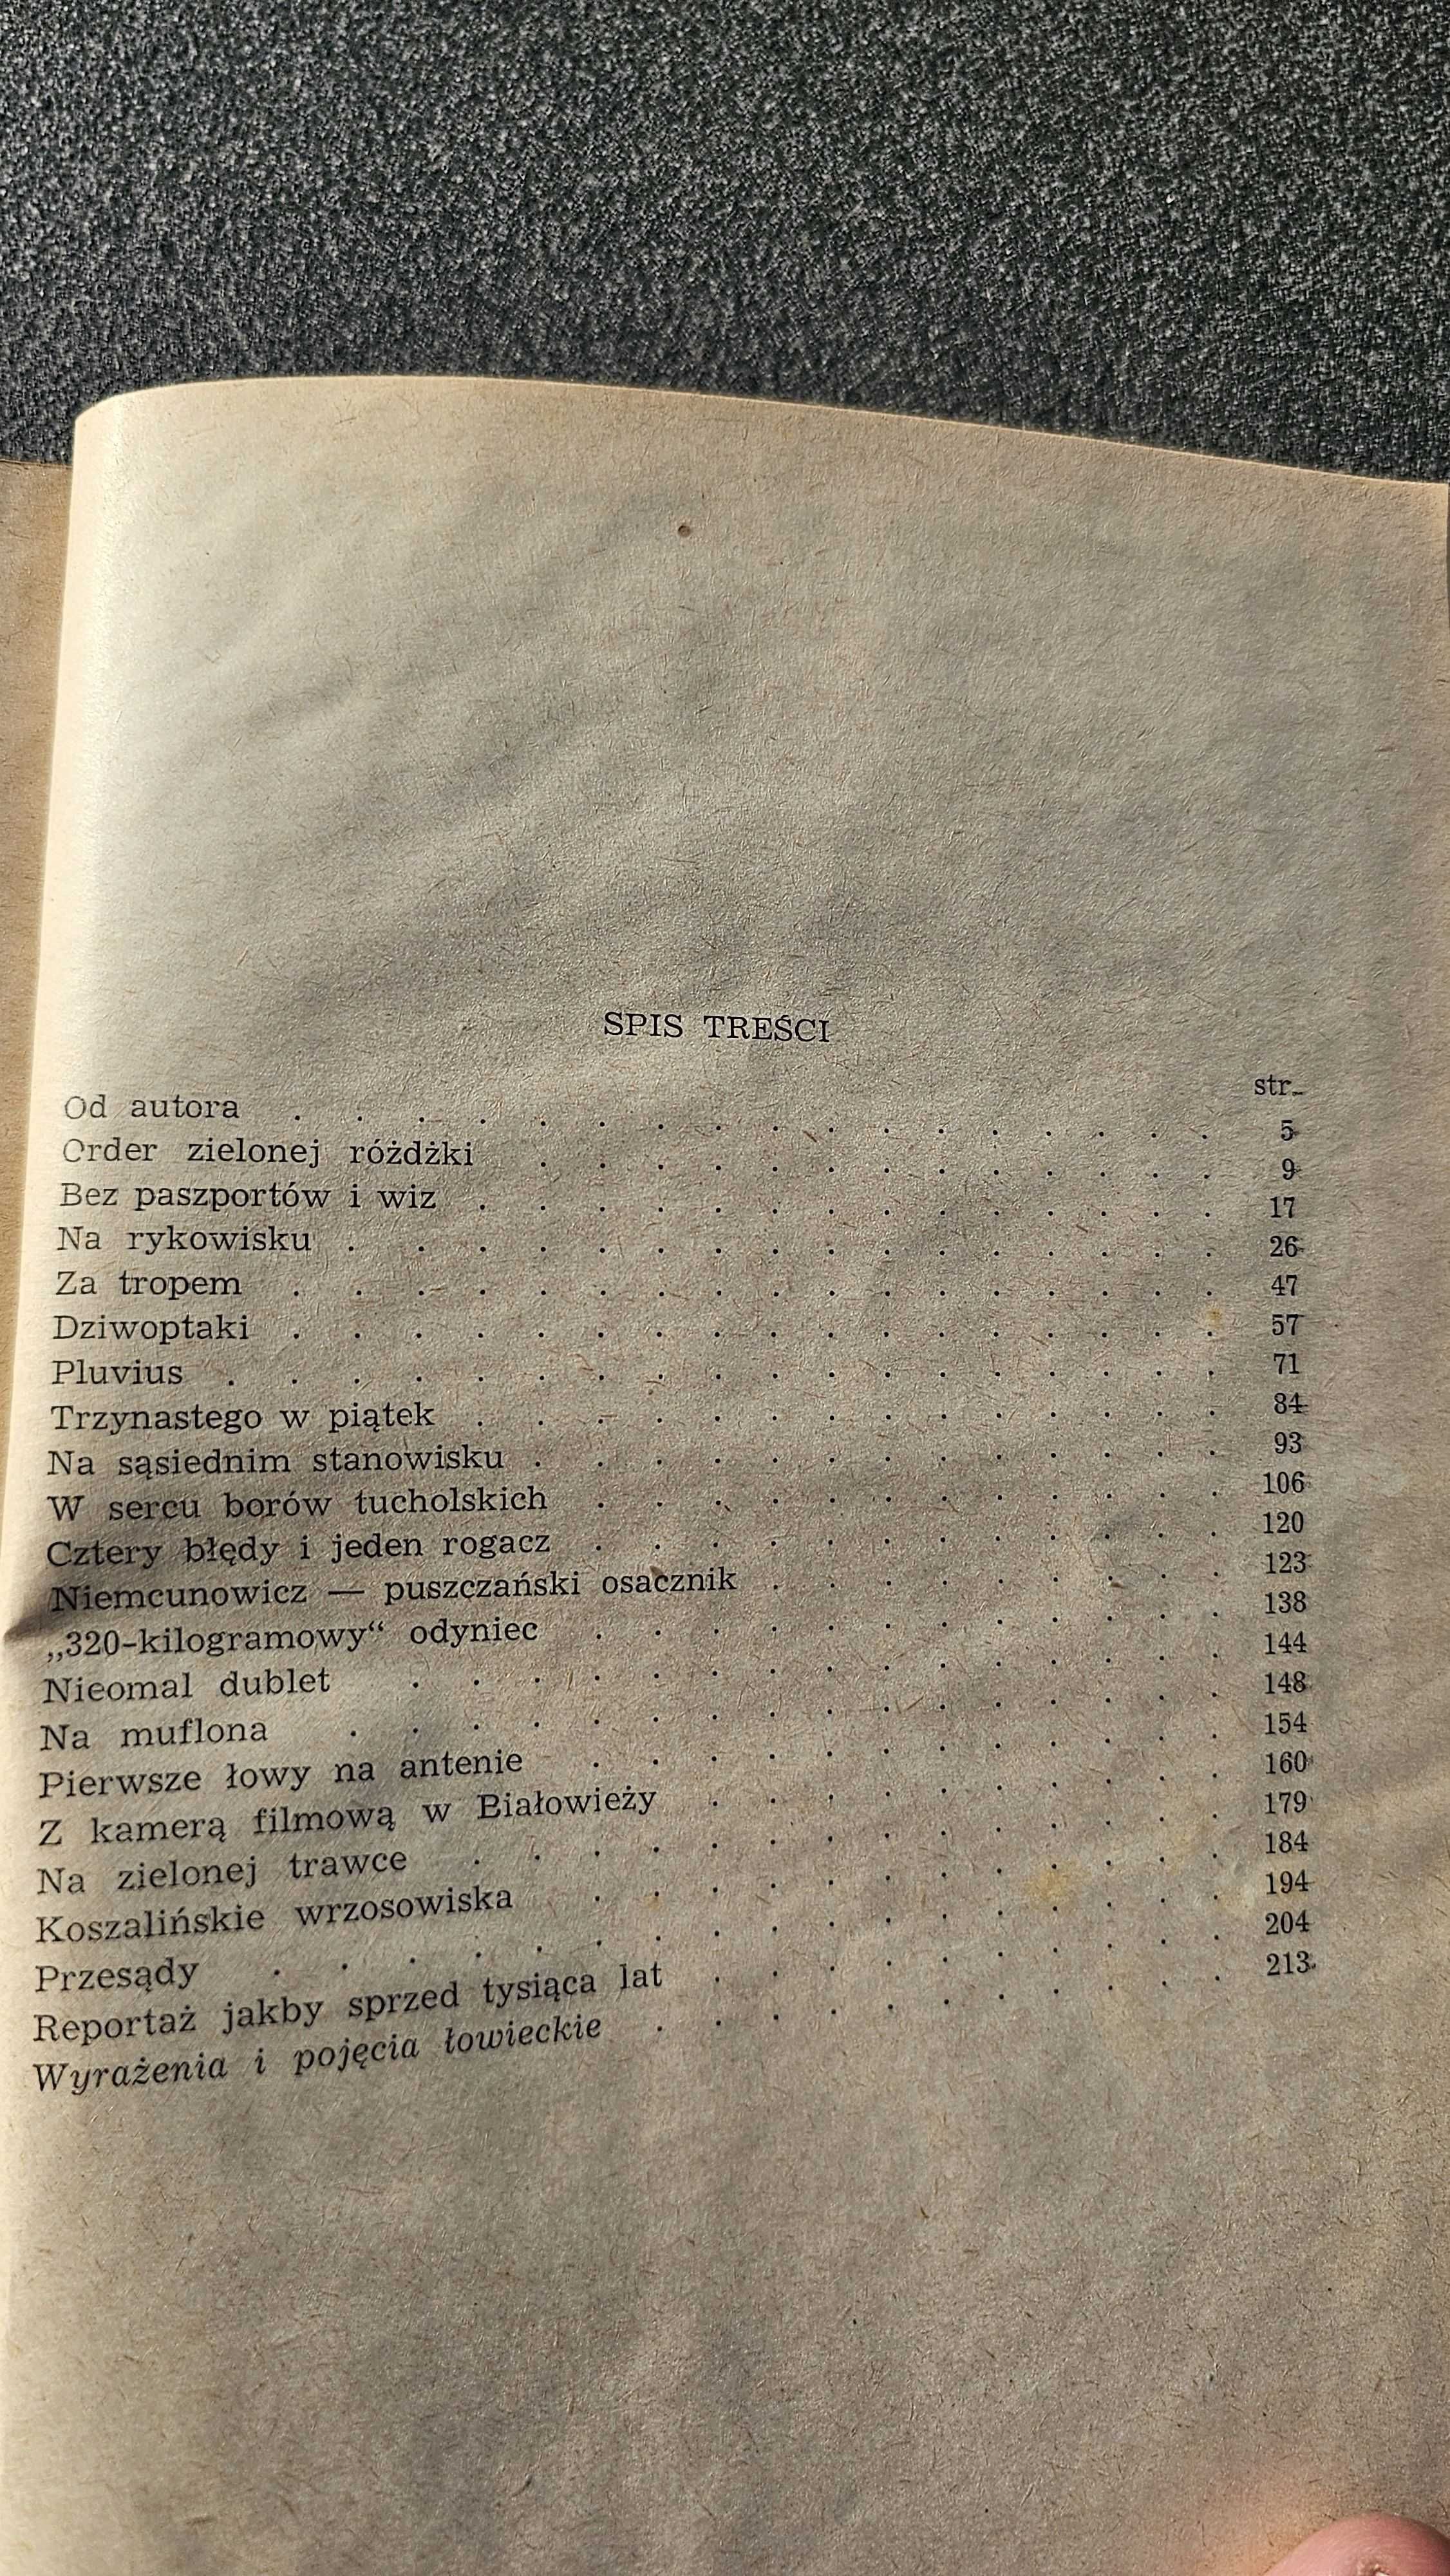 SPIS TREŚCI
str.
Od autora . . . . . . . . . . . . . . . . 5
Order zielonej różdżki . . . . . . . . . . . . 9
Bez paszportów i wiz . . . . . . . . . . . . . 17
Na rykowisku . . . . . . . . . . . . . . . 26
Za tropem . . . . . . . . . . . . . . . . 47
Dziwoptaki . . . . . . . . . . . . . . . . 57
Pluvius . . . . . . . . . . . . . . . . . 71
Trzynastego w piątek . . . . . . . . . . . . . 84
Na sąsiednim stanowisku . . . . . . . . . . . . 93
W sercu borów tucholskich . . . . . . . . . . . 106
Cztery błędy i jeden rogacz . . . . . . . . . . . 120
Niemcunowicz — puszczański osacznik . . . . . . . . 123
„320-kilogramowy“ odyniec . . . . . . . . . . . 138
Nieomal dublet . . . . . . . . . . . . . . 144
Na muflona . . . . . . . . . . . . . . . 148
Pierwsze łowy na antenie . . . . . . . . . . . 154
Z kamerą filmową w Białowieży . . . . . . . . . 160
Na zielonej trawce . . . . . . . . . . . . . 179
Koszalińskie wrzosowiska . . . . . . . . . . . 184
Przesądy . . . . . . . . . . . . . . . . 194
Reportaż jakby sprzed tysiąca lat . . . . . . . . . 204
Wyrażenia i pojęcia łowieckie . . . . . . . . . . 213